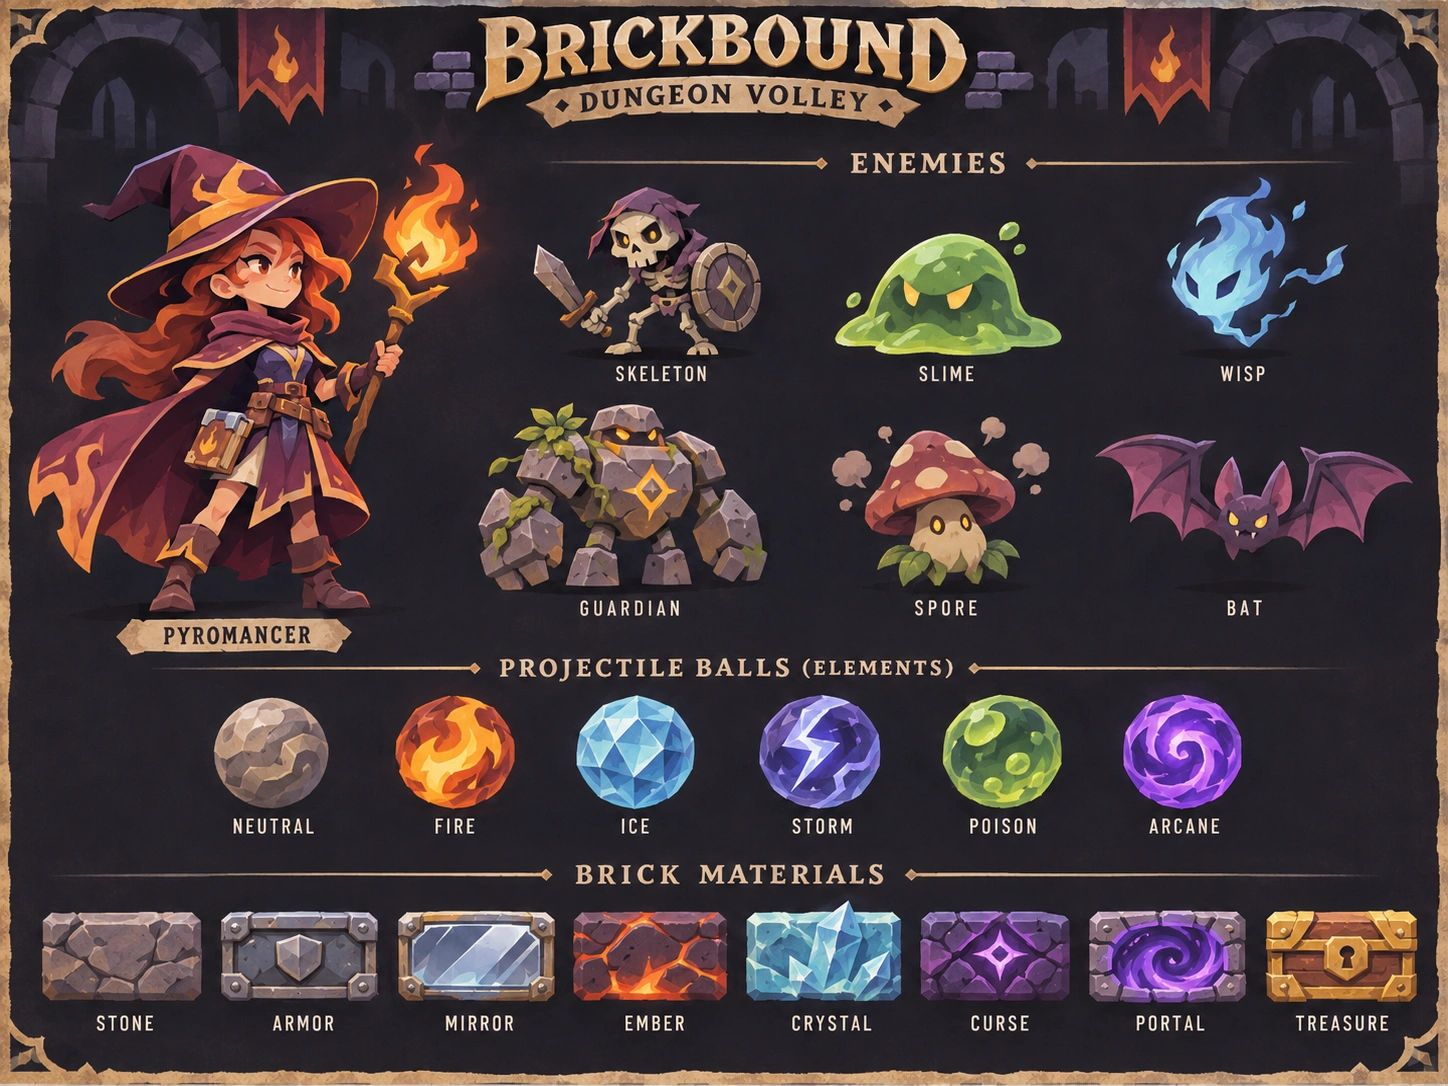 BRICKBOUND
DUNGEON VOLLEY
ENEMIES
SKELETON
SLIME
WISP
GUARDIAN
SPORE
BAT
PYROMANCER
PROJECTILE BALLS (ELEMENTS)
NEUTRAL
FIRE
ICE
STORM
POISON
ARCANE
BRICK MATERIALS
STONE
ARMOR
MIRROR
EMBER
CRYSTAL
CURSE
PORTAL
TREASURE